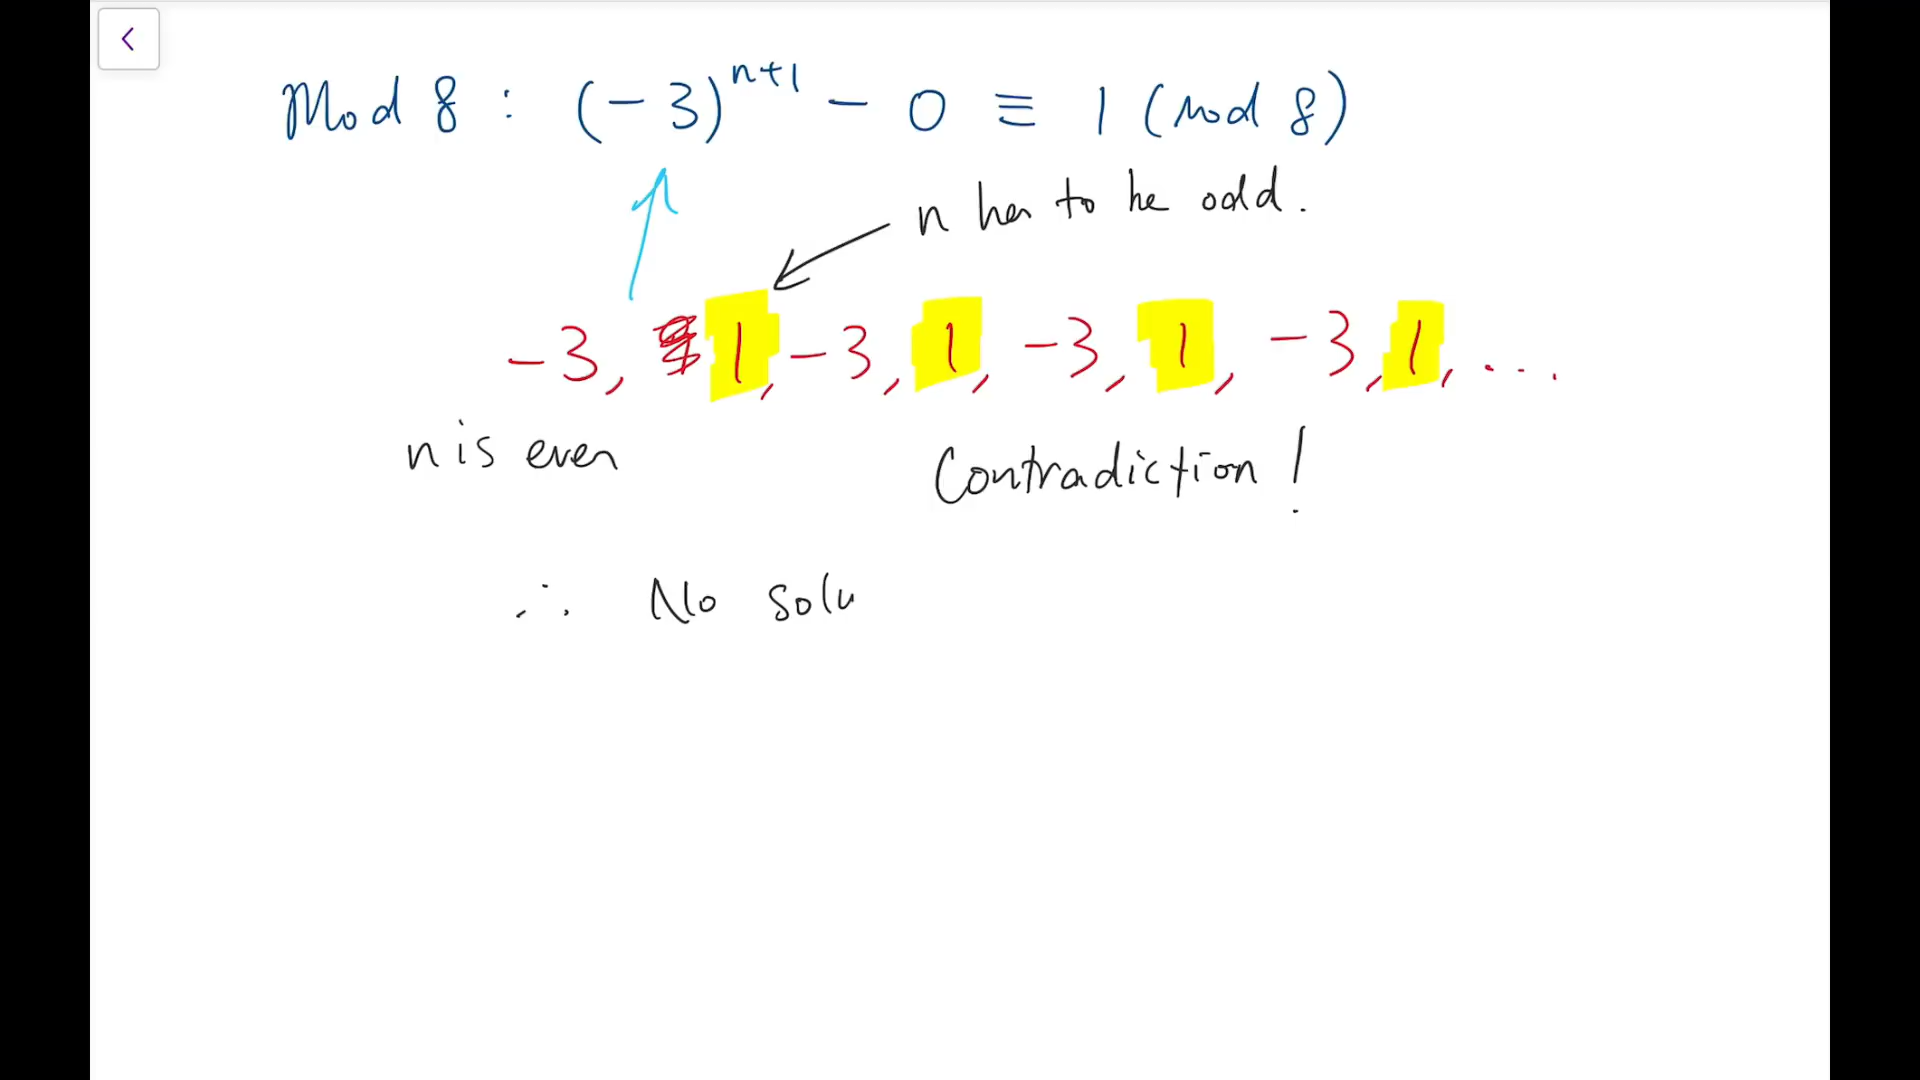 Mod 8 : (-3)^{n+1} - 0 ≡ 1 (mod 8)
n has to be odd.
-3, 1, -3, 1, -3, 1, -3, 1, ...
n is even
Contradiction!
∴ No solu